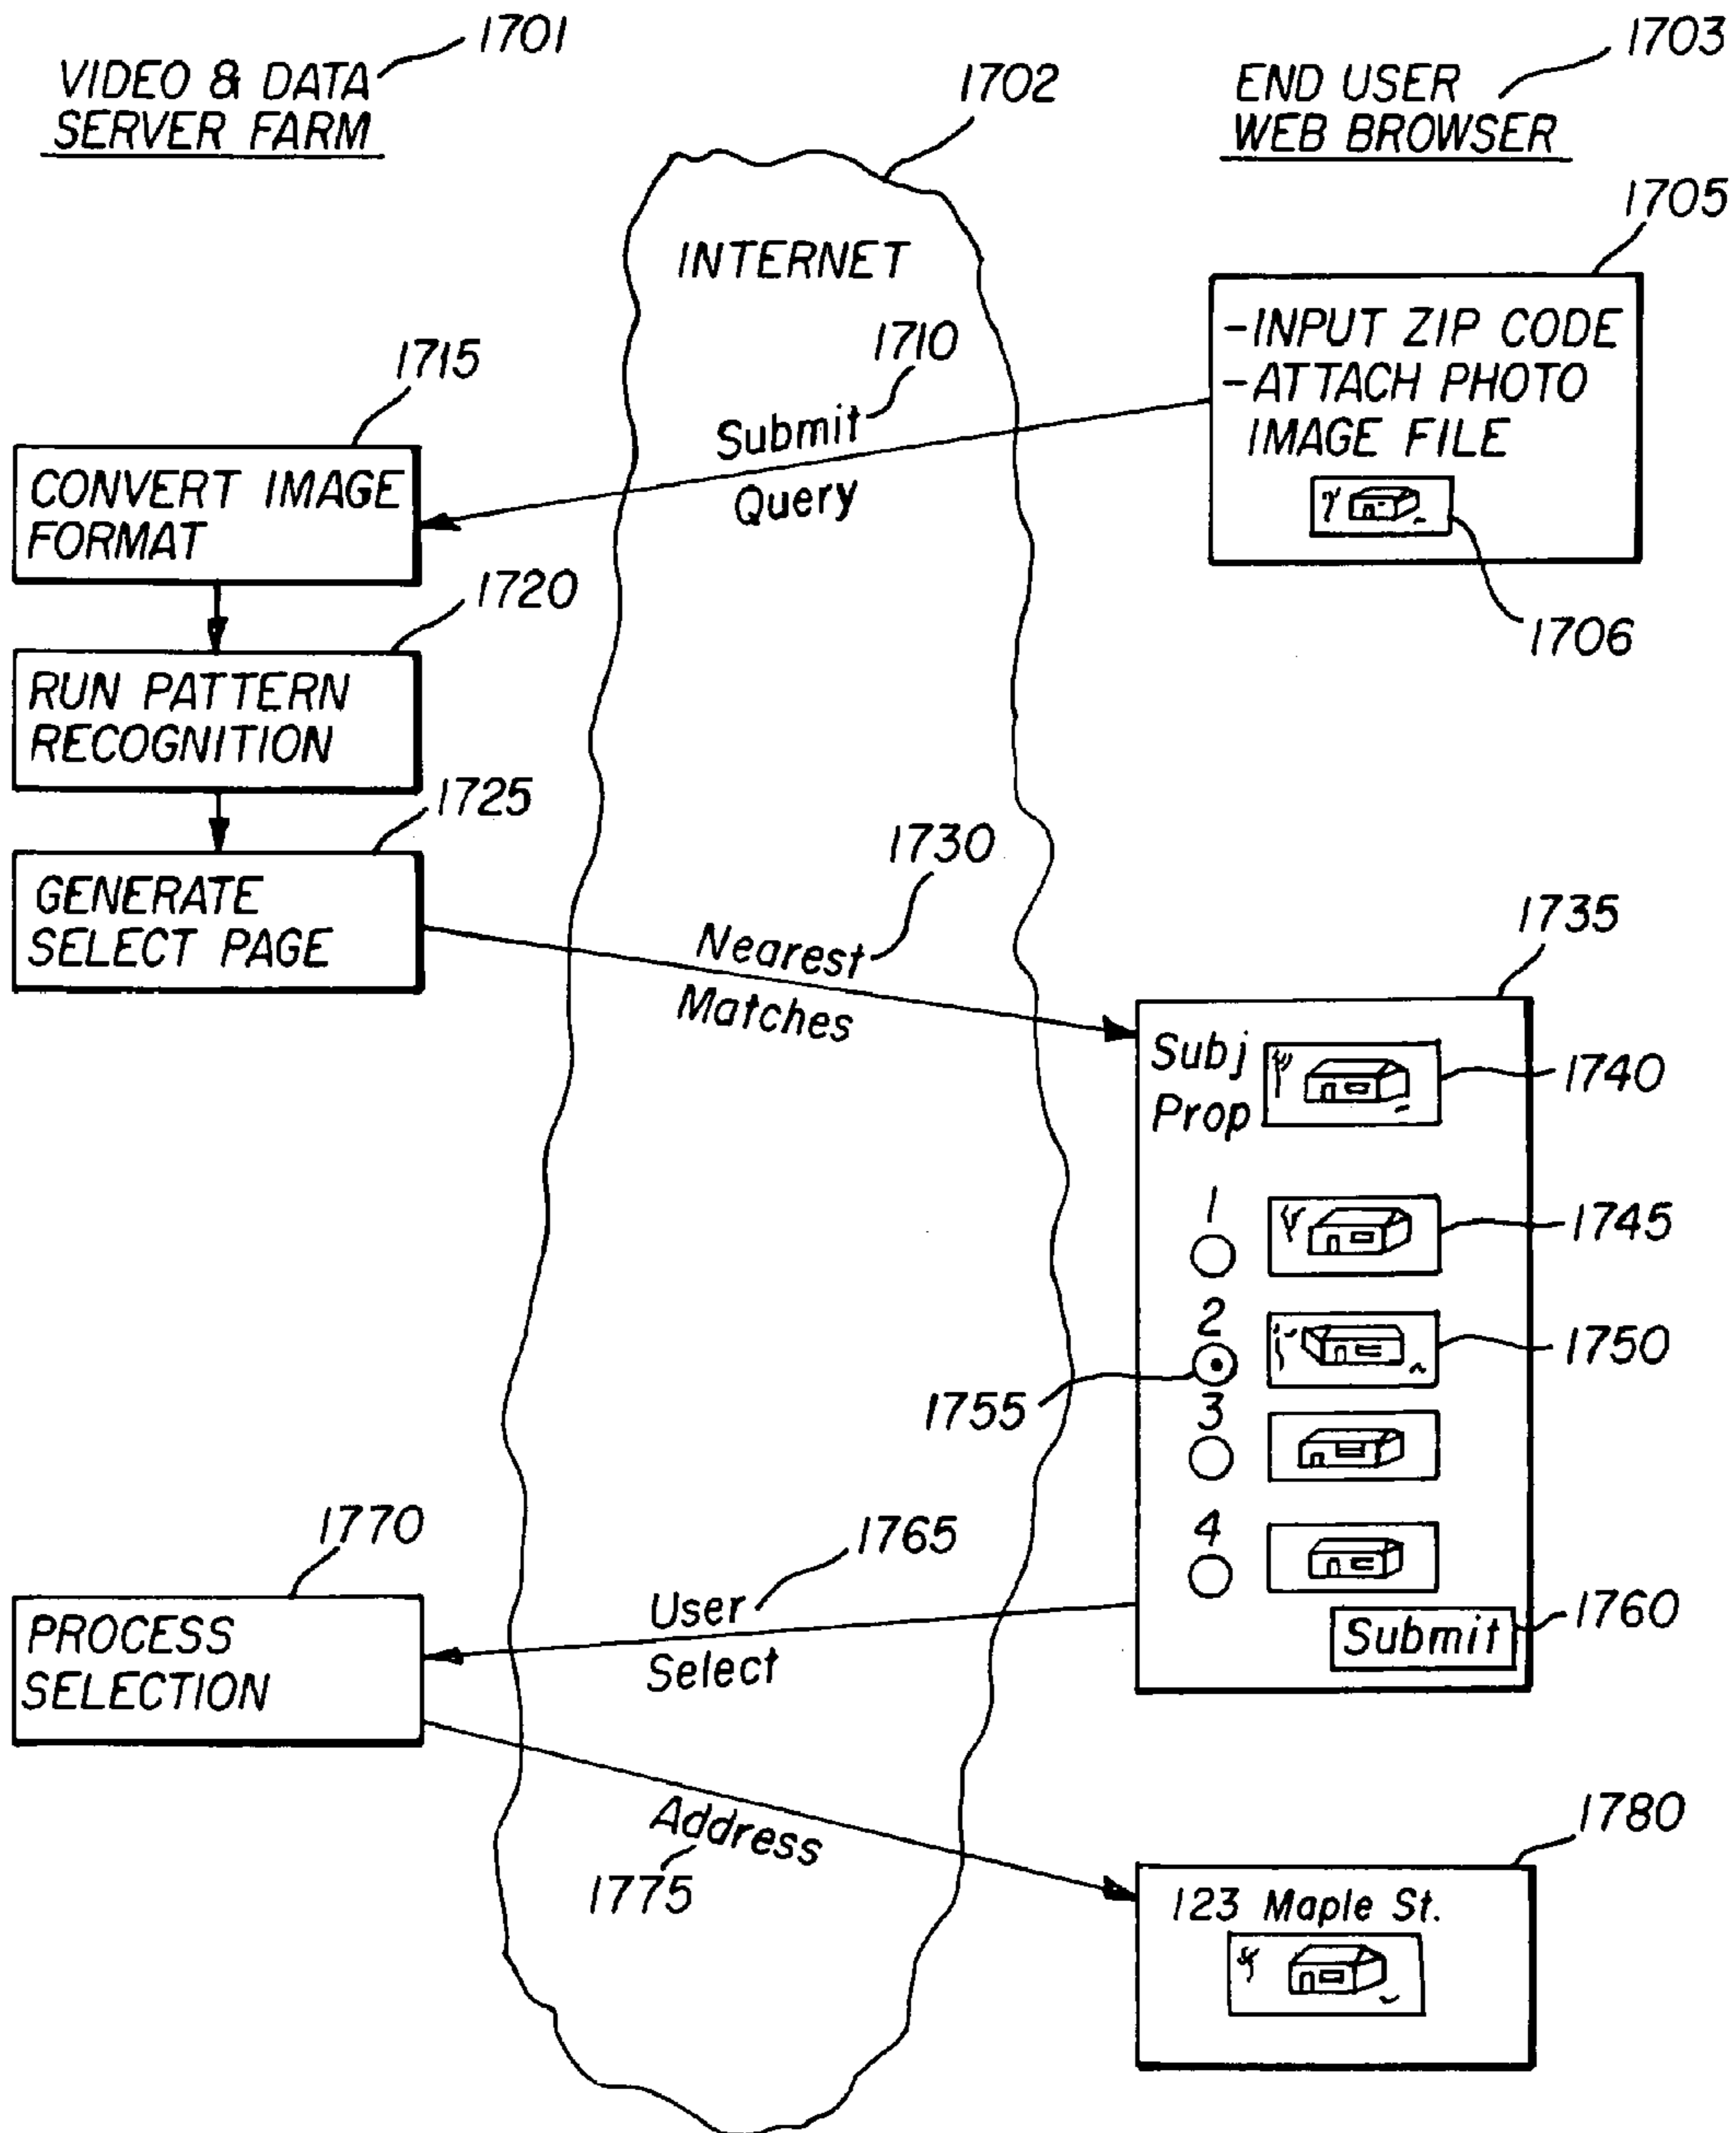 1701
VIDEO & DATA
SERVER FARM
1702
1703
END USER
WEB BROWSER
1705
INTERNET
-INPUT ZIP CODE
-ATTACH PHOTO
IMAGE FILE
1706
1710
Submit
Query
1715
CONVERT IMAGE
FORMAT
1720
RUN PATTERN
RECOGNITION
1725
GENERATE
SELECT PAGE
1730
Nearest
Matches
1735
Subj
Prop
1740
1
1745
2
1750
1755
3
4
Submit
1760
1765
User
Select
1770
PROCESS
SELECTION
Address
1775
1780
123 Maple St.